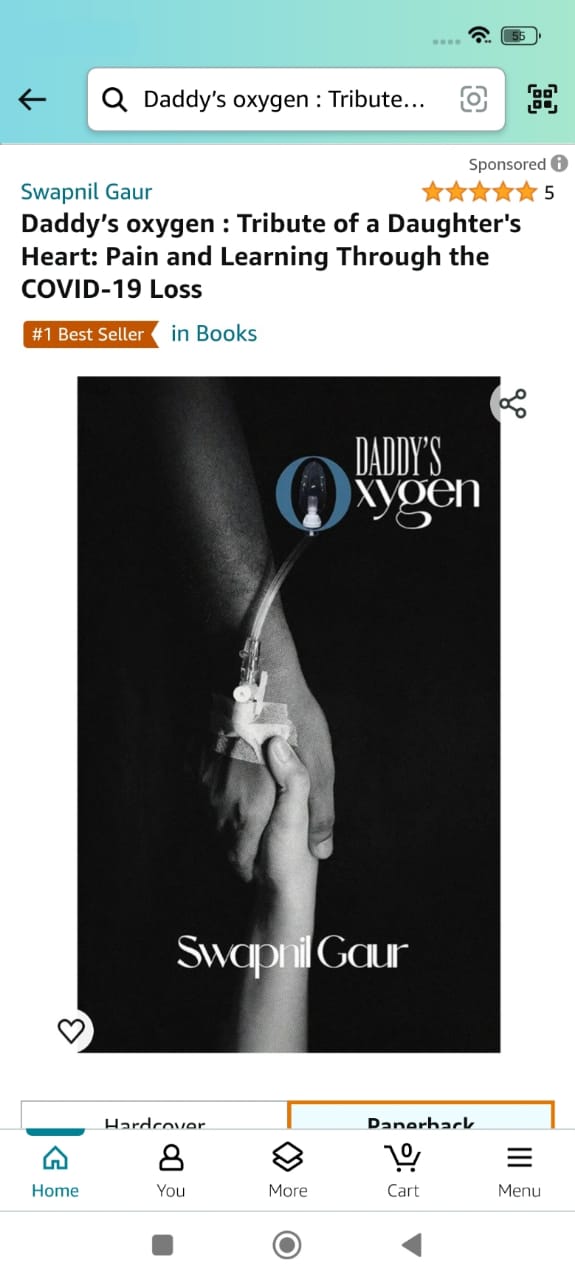 55
Daddy’s oxygen : Tribute...
Sponsored
Swapnil Gaur
5
Daddy’s oxygen : Tribute of a Daughter's
Heart: Pain and Learning Through the
COVID-19 Loss
#1 Best Seller in Books
DADDY'S
Oxygen
Swapnil Gaur
Hardcover Paperback
0
Home You More Cart Menu